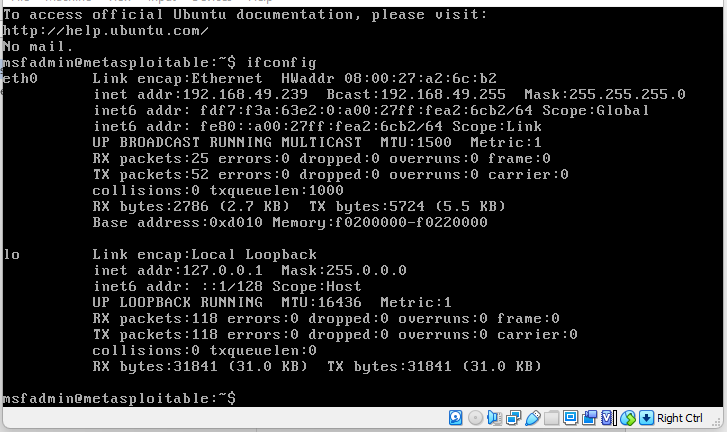 To access official Ubuntu documentation, please visit:
http://help.ubuntu.com/
No mail.
msfadmin@metasploitable:~$ ifconfig
eth0      Link encap:Ethernet  HWaddr 08:00:27:a2:6c:b2
          inet addr:192.168.49.239  Bcast:192.168.49.255  Mask:255.255.255.0
          inet6 addr: fdf7:f3a:63e2:0:a00:27ff:fea2:6cb2/64 Scope:Global
          inet6 addr: fe80::a00:27ff:fea2:6cb2/64 Scope:Link
          UP BROADCAST RUNNING MULTICAST  MTU:1500  Metric:1
          RX packets:25 errors:0 dropped:0 overruns:0 frame:0
          TX packets:52 errors:0 dropped:0 overruns:0 carrier:0
          collisions:0 txqueuelen:1000
          RX bytes:2786 (2.7 KB)  TX bytes:5724 (5.5 KB)
          Base address:0xd010 Memory:f0200000-f0220000
lo        Link encap:Local Loopback
          inet addr:127.0.0.1  Mask:255.0.0.0
          inet6 addr: ::1/128 Scope:Host
          UP LOOPBACK RUNNING  MTU:16436  Metric:1
          RX packets:118 errors:0 dropped:0 overruns:0 frame:0
          TX packets:118 errors:0 dropped:0 overruns:0 carrier:0
          collisions:0 txqueuelen:0
          RX bytes:31841 (31.0 KB)  TX bytes:31841 (31.0 KB)
msfadmin@metasploitable:~$
Right Ctrl